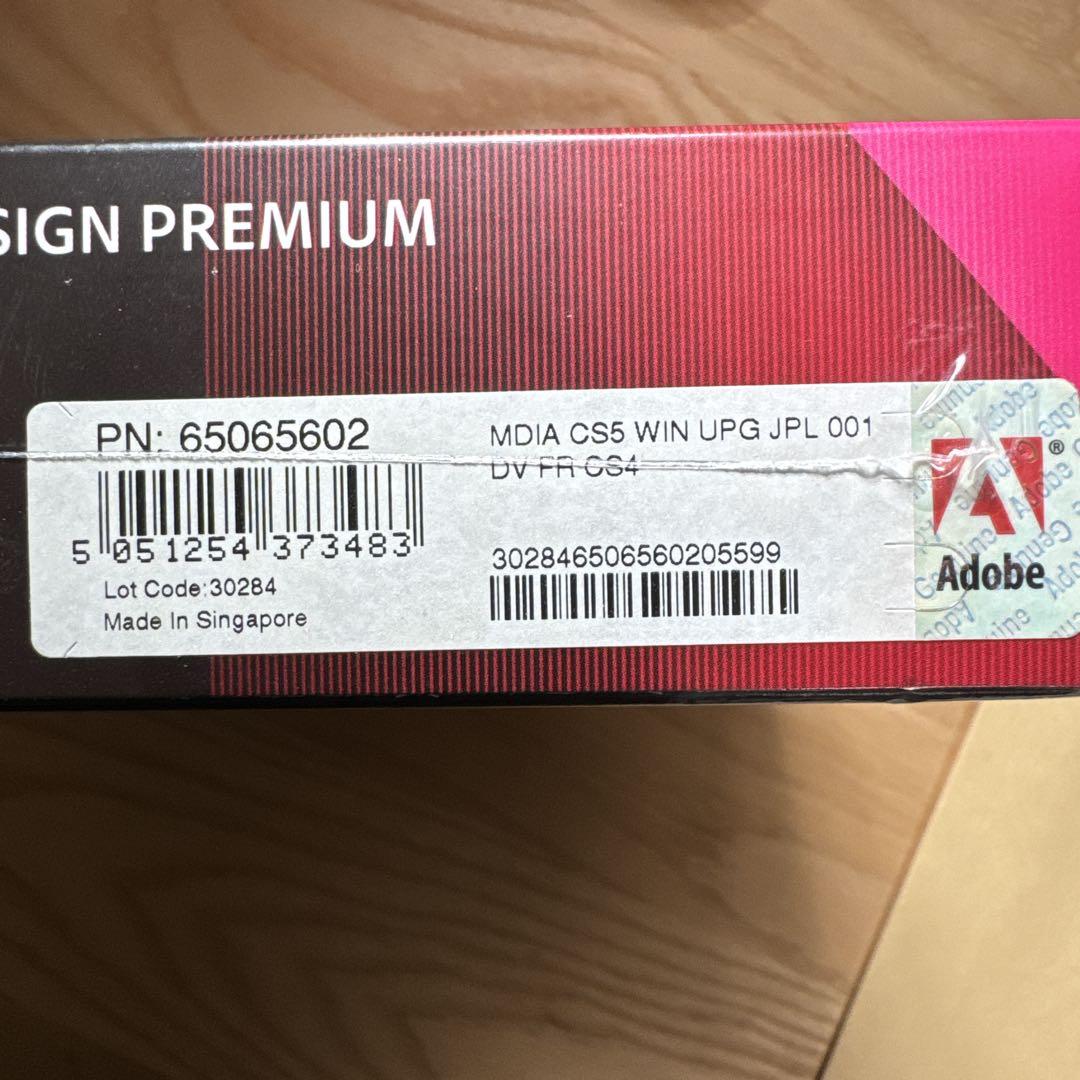 SIGN PREMIUM
PN: 65065602
5 051254 373483
Lot Code:30284
Made In Singapore
MDIA CS5 WIN UPG JPL 001
DV FR CS4
302846506560205599
®
Adobe